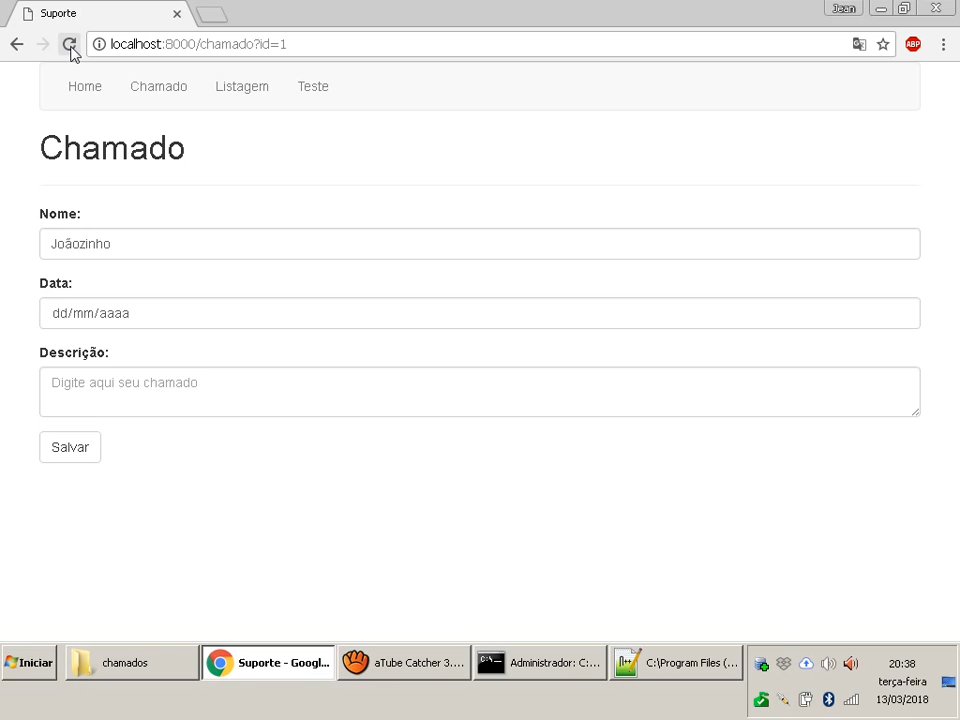 Suporte
Jean
localhost:8000/chamado?id=1
ABP
Home Chamado Listagem Teste
Chamado
Nome:
Joãozinho
Data:
dd/mm/aaaa
Descrição:
Digite aqui seu chamado
Salvar
Iniciar chamados Suporte - Googl... aTube Catcher 3.... Administrador: C:... C:\Program Files (...
20:38
terça-feira
13/03/2018